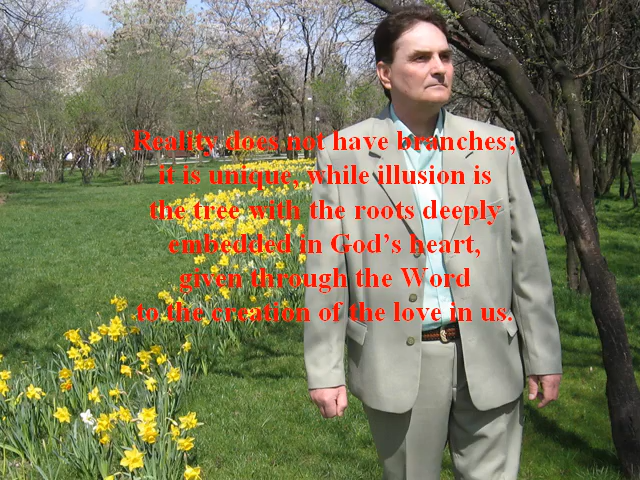 Reality does not have branches;
it is unique, while illusion is
the tree with the roots deeply
embedded in God’s heart,
given through the Word
to the creation of the love in us.